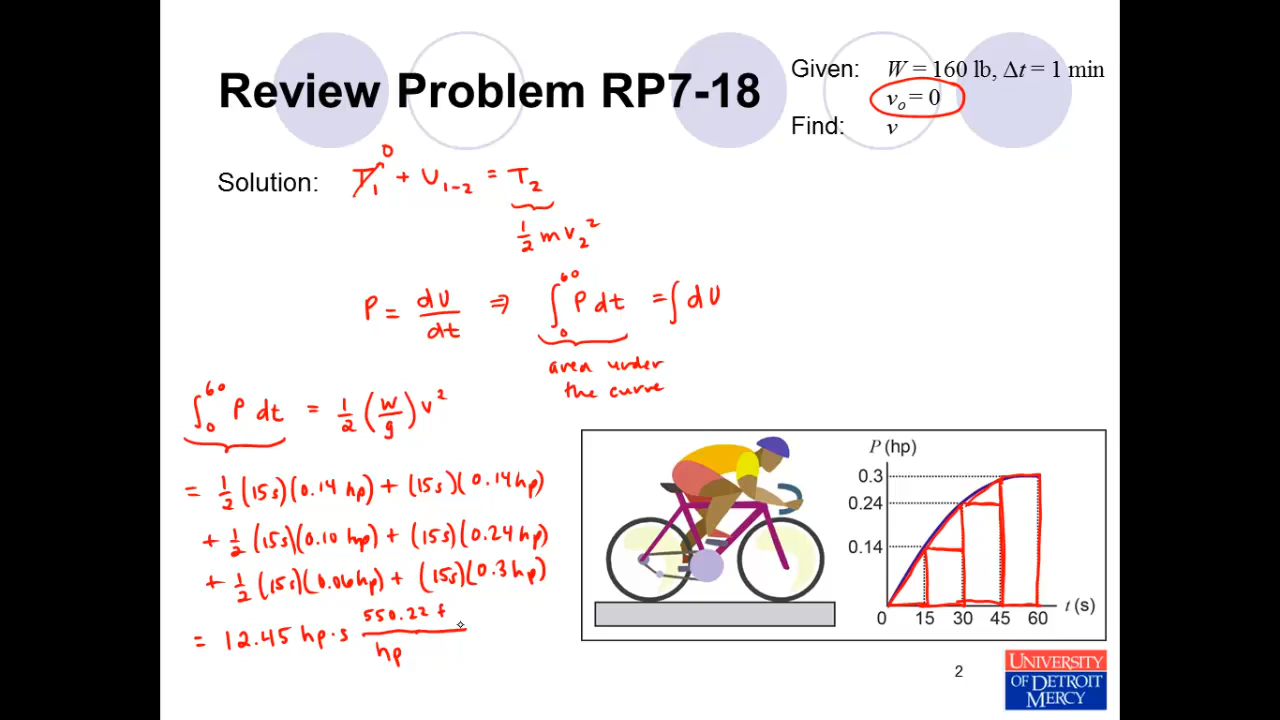 Review Problem RP7-18
Given: W = 160 lb, Δt = 1 min
vₒ = 0
Find: v
Solution: T₁ 0 + U₁₋₂ = T₂
½ m v₂²
P = dU/dt ⇒ ∫₀⁶⁰ P dt = ∫ dU
area under
the curve
∫₀⁶⁰ P dt = ½ (W/g) v²
= ½ (15s)(0.14 hp) + (15s)(0.14 hp)
+ ½ (15s)(0.10 hp) + (15s)(0.24 hp)
+ ½ (15s)(0.06 hp) + (15s)(0.3 hp)
= 12.45 hp·s 550.22 f / hp
P (hp)
0.3
0.24
0.14
0 15 30 45 60 t (s)
2
UNIVERSITY
OF DETROIT
MERCY